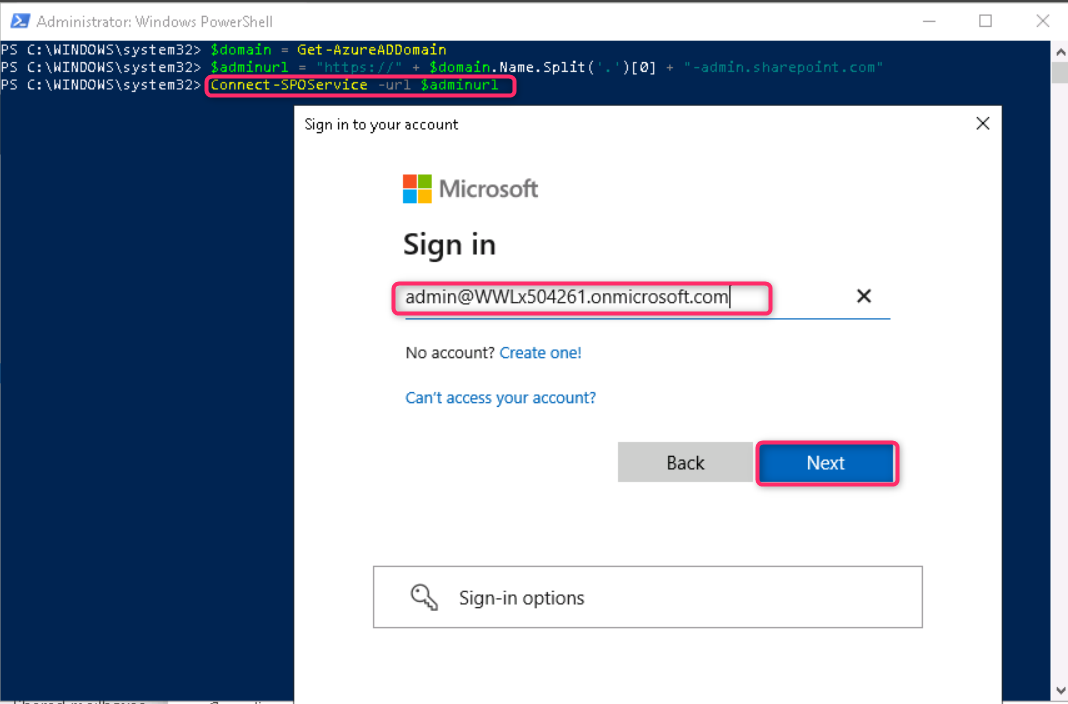 Administrator: Windows PowerShell
PS C:\WINDOWS\system32> $domain = Get-AzureADDomain
PS C:\WINDOWS\system32> $adminurl = "https://" + $domain.Name.Split('.')[0] + "-admin.sharepoint.com"
PS C:\WINDOWS\system32> Connect-SPOService -url $adminurl
Sign in to your account
Microsoft
Sign in
admin@WWLx504261.onmicrosoft.com
No account? Create one!
Can't access your account?
Back Next
Sign-in options